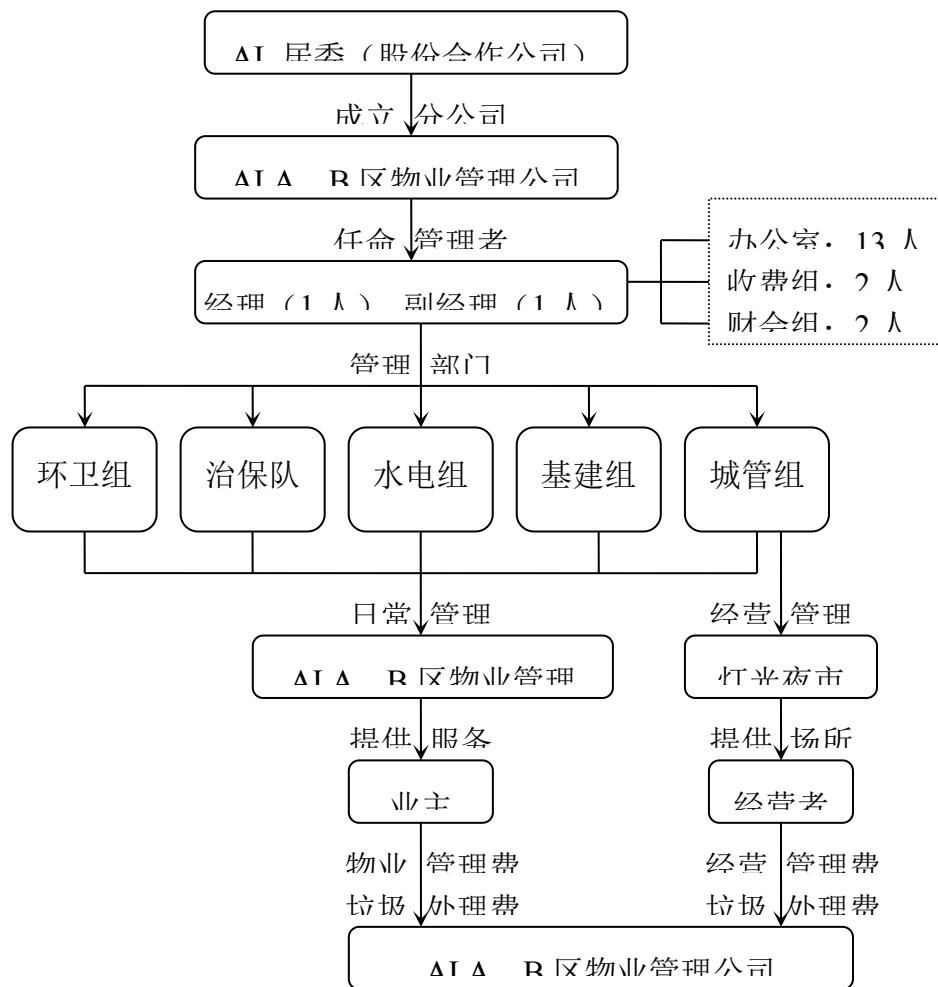 AL居委（股份合作公司）
成立 分公司
ALA、B区物业管理公司
任命 管理者
办公室：13人
收费组：2人
财会组：2人
经理（1人）、副经理（1人）
管理 部门
环卫组 治保队 水电组 基建组 城管组
日常 管理 经营 管理
ALA、B区物业管理 灯光夜市
提供 服务 提供 场所
业主 经营者
物业 管理费 经营 管理费
垃圾 处理费 垃圾 处理费
ALA、B区物业管理公司